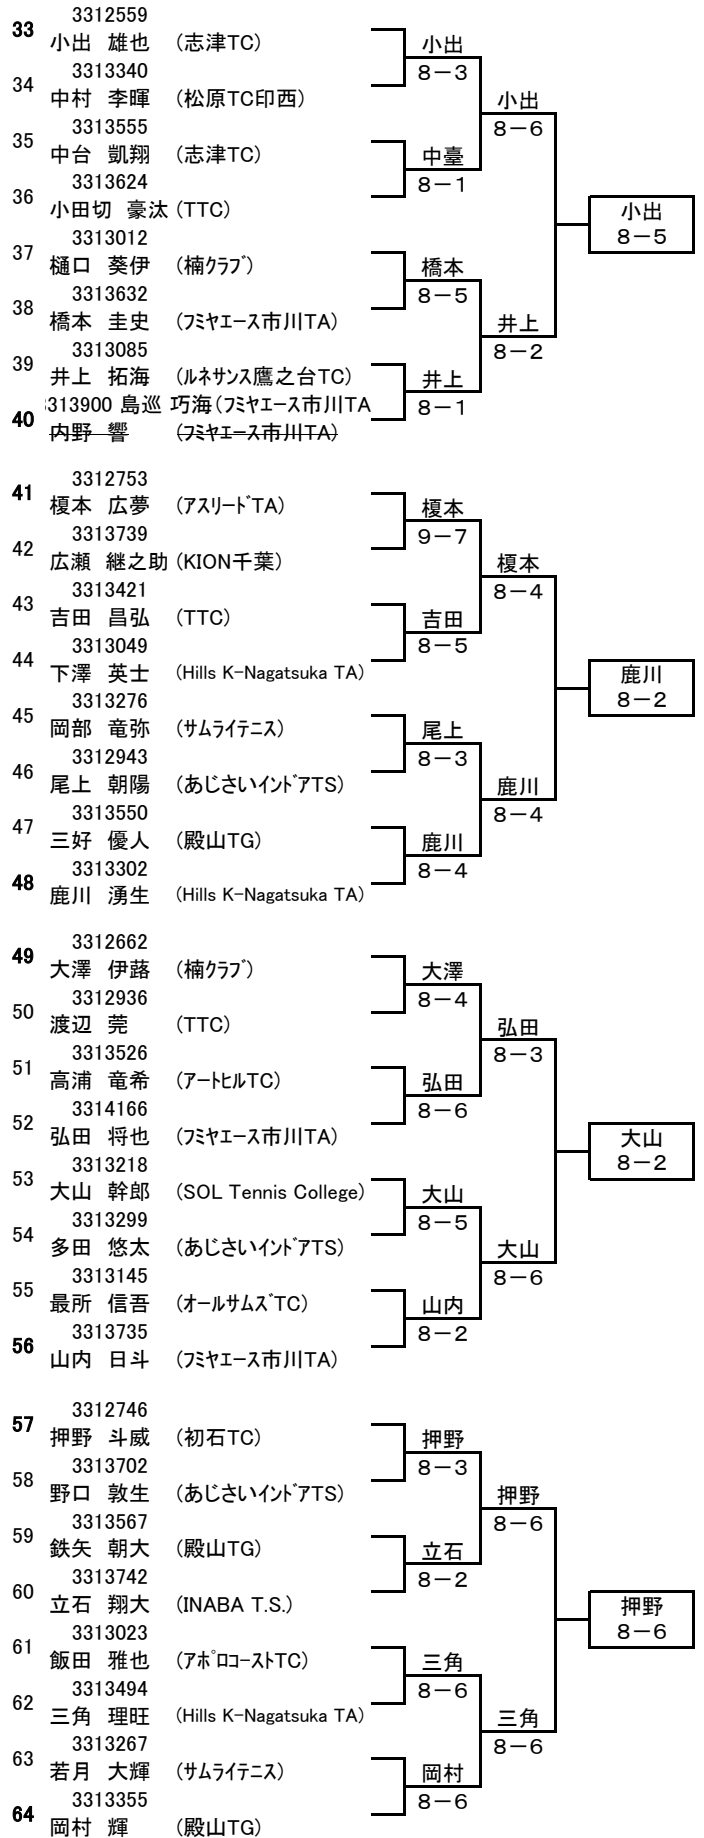 3312559
33 小出 雄也 (志津TC)
小出
8－3
3313340
34 中村 李暉 (松原TC印西)
小出
8－6
3313555
35 中台 凱翔 (志津TC)
中臺
8－1
3313624
36 小田切 豪汰 (TTC)
小出
8－5
3313012
37 樋口 葵伊 (楠クラブ)
橋本
8－5
3313632
38 橋本 圭史 (フミヤエース市川TA)
井上
8－2
3313085
39 井上 拓海 (ルネサンス鷹之台TC)
井上
8－1
313900 島巡 巧海(フミヤエース市川TA
40 内野 響 (フミヤエース市川TA)
3312753
41 榎本 広夢 (アスリードTA)
榎本
9－7
3313739
42 広瀬 継之助 (KION千葉)
榎本
8－4
3313421
43 吉田 昌弘 (TTC)
吉田
8－5
3313049
44 下澤 英士 (Hills K-Nagatsuka TA)
鹿川
8－2
3313276
45 岡部 竜弥 (サムライテニス)
尾上
8－3
3312943
46 尾上 朝陽 (あじさいインドアTS)
鹿川
8－4
3313550
47 三好 優人 (殿山TG)
鹿川
8－4
3313302
48 鹿川 湧生 (Hills K-Nagatsuka TA)
3312662
49 大澤 伊蕗 (楠クラブ)
大澤
8－4
3312936
50 渡辺 莞 (TTC)
弘田
8－3
3313526
51 高浦 竜希 (アートヒルTC)
弘田
8－6
3314166
52 弘田 将也 (フミヤエース市川TA)
大山
8－2
3313218
53 大山 幹郎 (SOL Tennis College)
大山
8－5
3313299
54 多田 悠太 (あじさいインドアTS)
大山
8－6
3313145
55 最所 信吾 (オールサムズTC)
山内
8－2
3313735
56 山内 日斗 (フミヤエース市川TA)
3312746
57 押野 斗威 (初石TC)
押野
8－3
3313702
58 野口 敦生 (あじさいインドアTS)
押野
8－6
3313567
59 鉄矢 朝大 (殿山TG)
立石
8－2
3313742
60 立石 翔大 (INABA T.S.)
押野
8－6
3313023
61 飯田 雅也 (アポロコーストTC)
三角
8－6
3313494
62 三角 理旺 (Hills K-Nagatsuka TA)
三角
8－6
3313267
63 若月 大輝 (サムライテニス)
岡村
8－6
3313355
64 岡村 輝 (殿山TG)